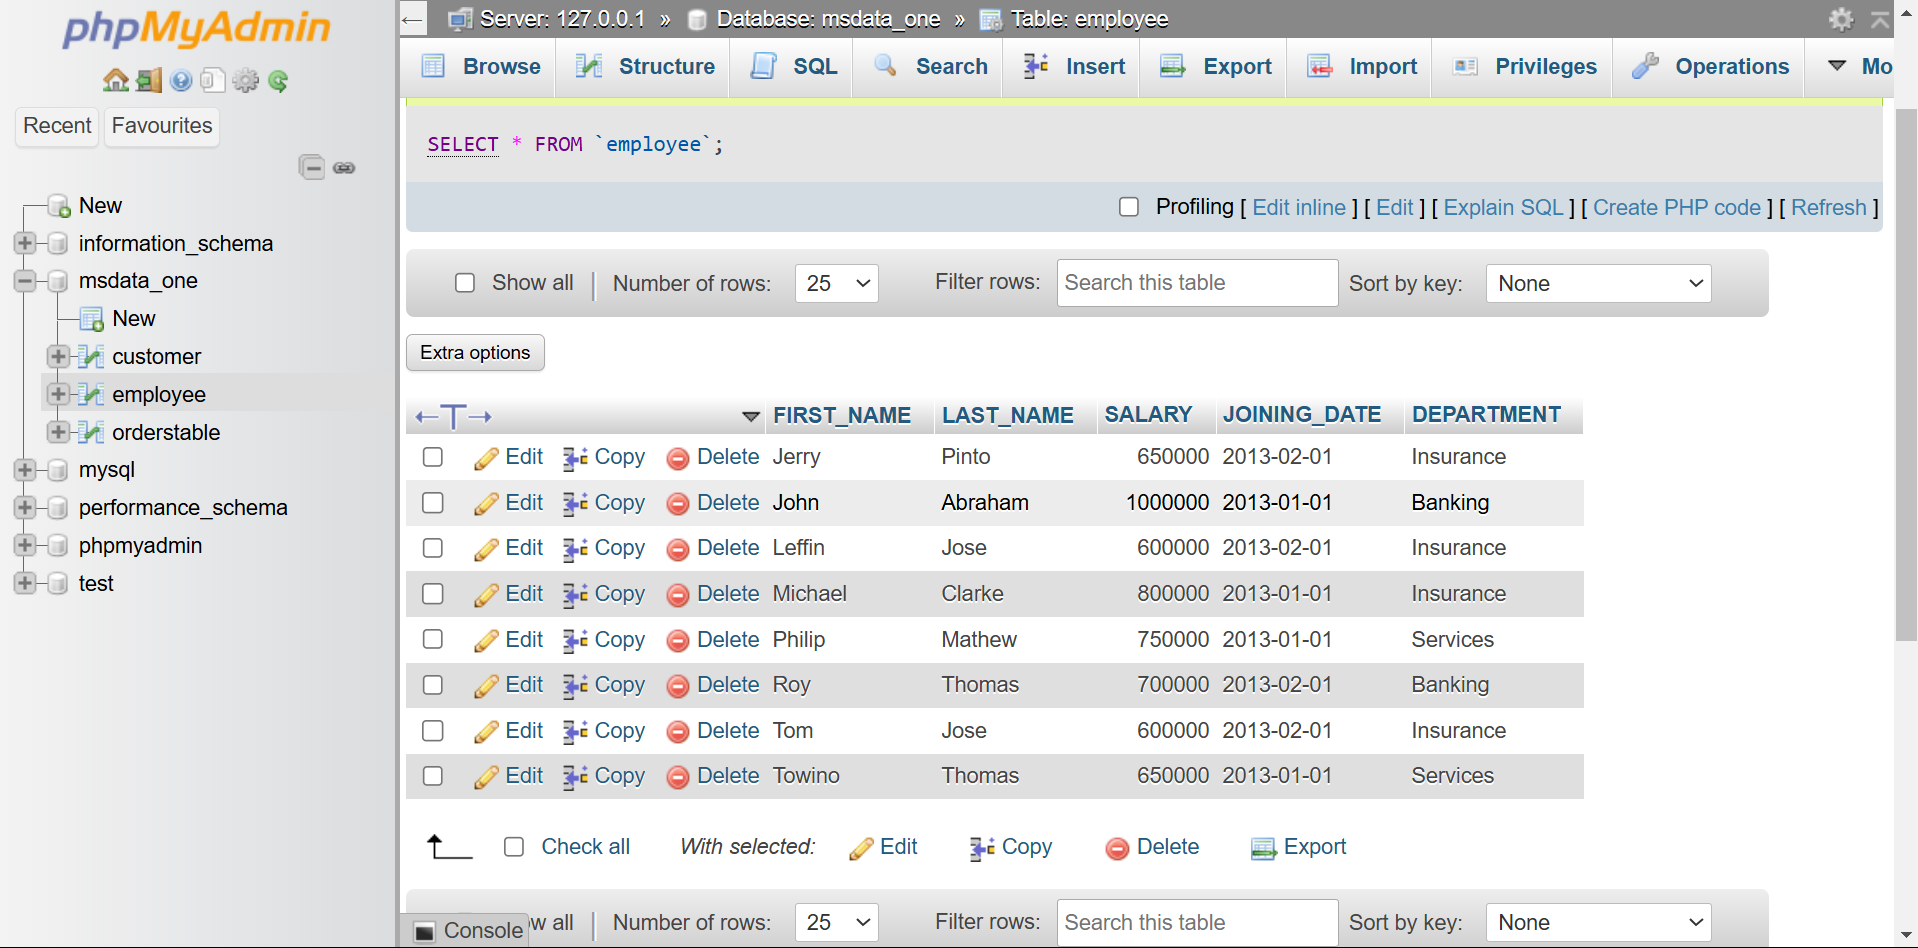 phpMyAdmin
Recent Favourites
New
information_schema
msdata_one
New
customer
employee
orderstable
mysql
performance_schema
phpmyadmin
test
Server: 127.0.0.1 » Database: msdata_one » Table: employee
Browse Structure SQL Search Insert Export Import Privileges Operations Mo
SELECT * FROM `employee`;
Profiling [ Edit inline ] [ Edit ] [ Explain SQL ] [ Create PHP code ] [ Refresh ]
Show all | Number of rows: 25 Filter rows: Search this table Sort by key: None
Extra options
←T→ FIRST_NAME LAST_NAME SALARY JOINING_DATE DEPARTMENT
Edit Copy Delete Jerry Pinto 650000 2013-02-01 Insurance
Edit Copy Delete John Abraham 1000000 2013-01-01 Banking
Edit Copy Delete Leffin Jose 600000 2013-02-01 Insurance
Edit Copy Delete Michael Clarke 800000 2013-01-01 Insurance
Edit Copy Delete Philip Mathew 750000 2013-01-01 Services
Edit Copy Delete Roy Thomas 700000 2013-02-01 Banking
Edit Copy Delete Tom Jose 600000 2013-02-01 Insurance
Edit Copy Delete Towino Thomas 650000 2013-01-01 Services
Check all With selected: Edit Copy Delete Export
Console w all | Number of rows: 25 Filter rows: Search this table Sort by key: None